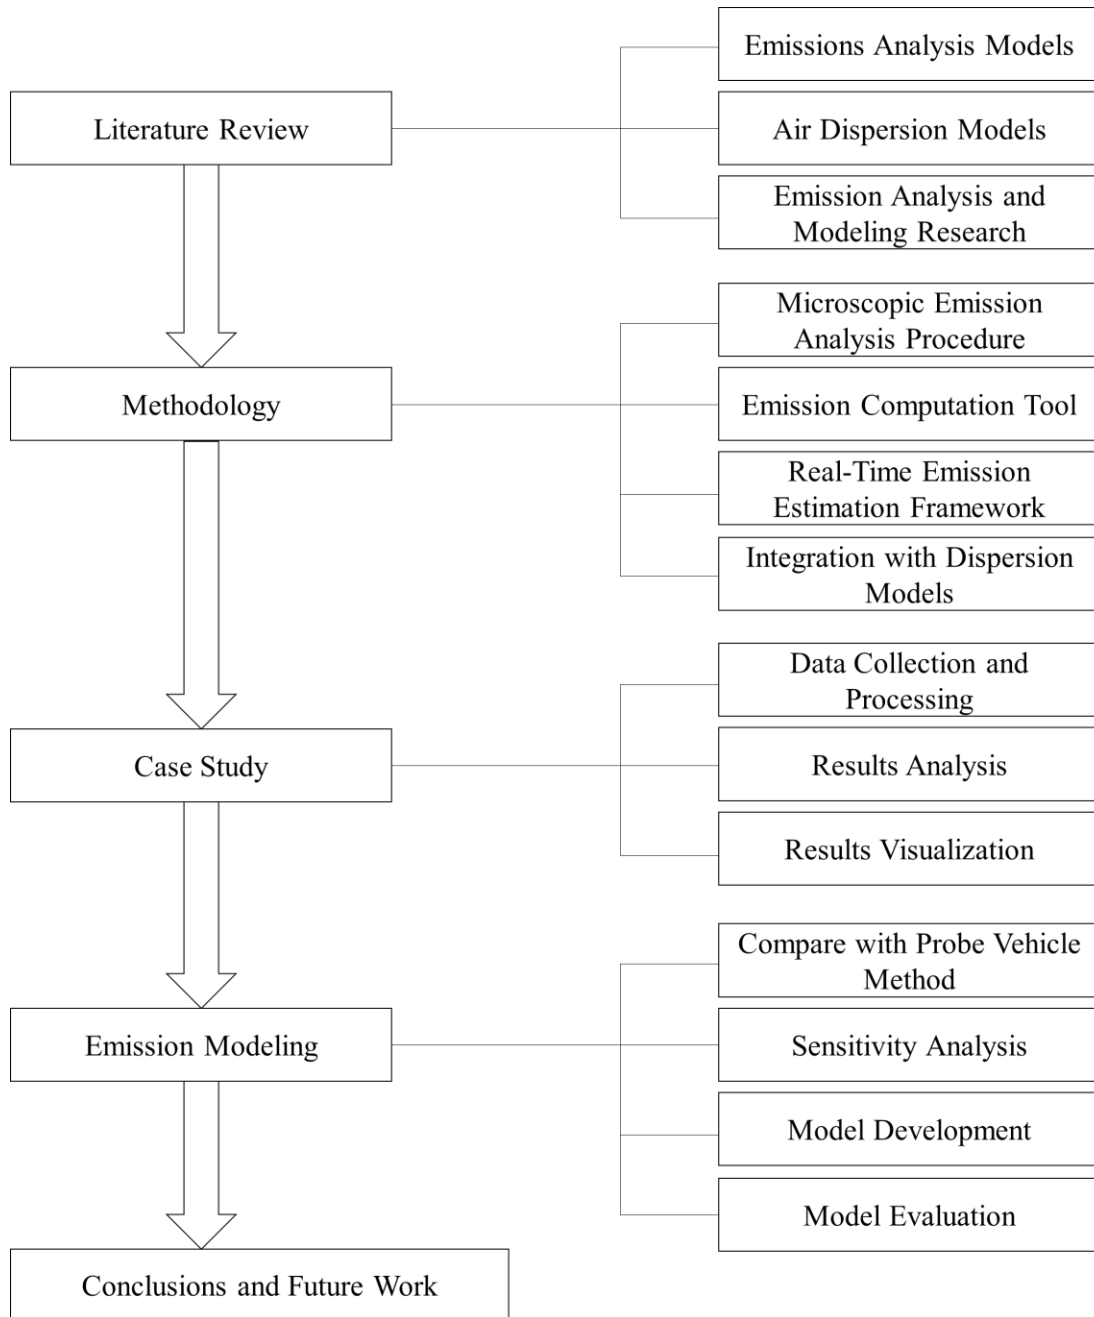 Literature Review
Emissions Analysis Models
Air Dispersion Models
Emission Analysis and
Modeling Research
Methodology
Microscopic Emission
Analysis Procedure
Emission Computation Tool
Real-Time Emission
Estimation Framework
Integration with Dispersion
Models
Case Study
Data Collection and
Processing
Results Analysis
Results Visualization
Emission Modeling
Compare with Probe Vehicle
Method
Sensitivity Analysis
Model Development
Model Evaluation
Conclusions and Future Work